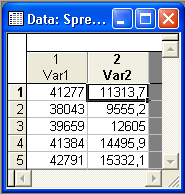 Data: Spre...
1 2
Var1 Var2
1 41277 11313,7
2 38043 9555,2
3 39659 12605
4 41384 14495,9
5 42791 15332,1